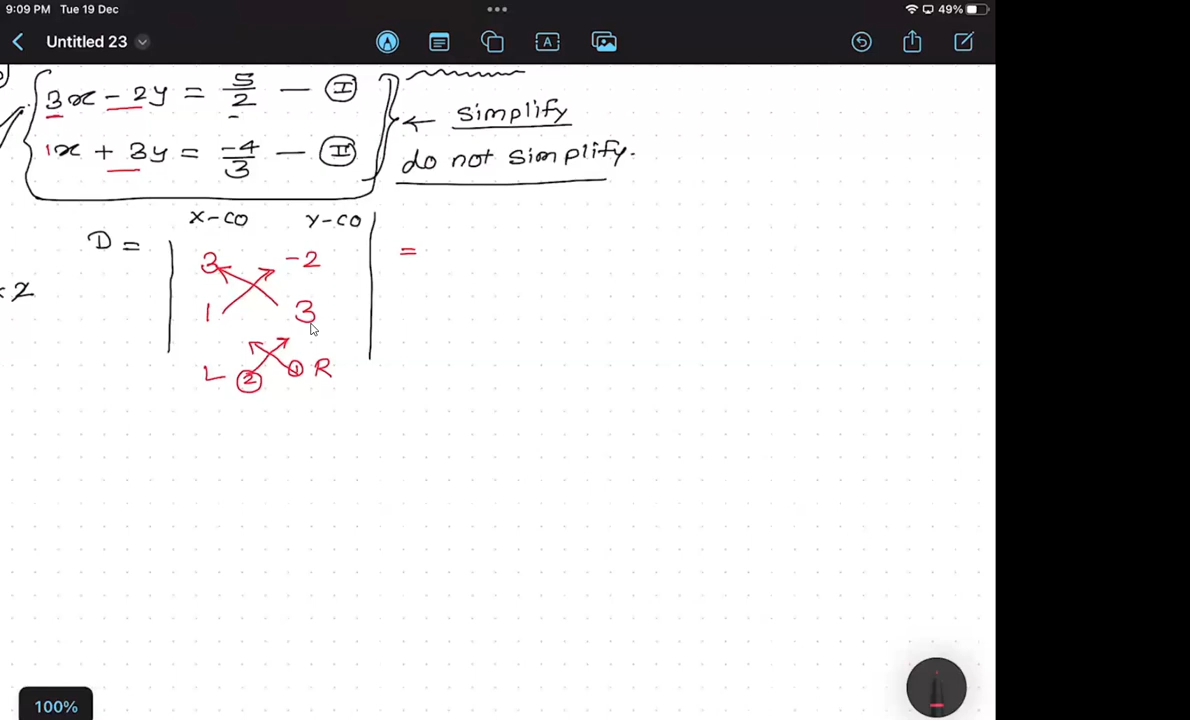 9:09 PM Tue 19 Dec
49%
Untitled 23
3x - 2y = 5/2 — I
← simplify
1x + 3y = -4/3 — II
do not simplify.
x-co y-co
D = | 3 -2 | =
1 3
L 2 1 R
100%